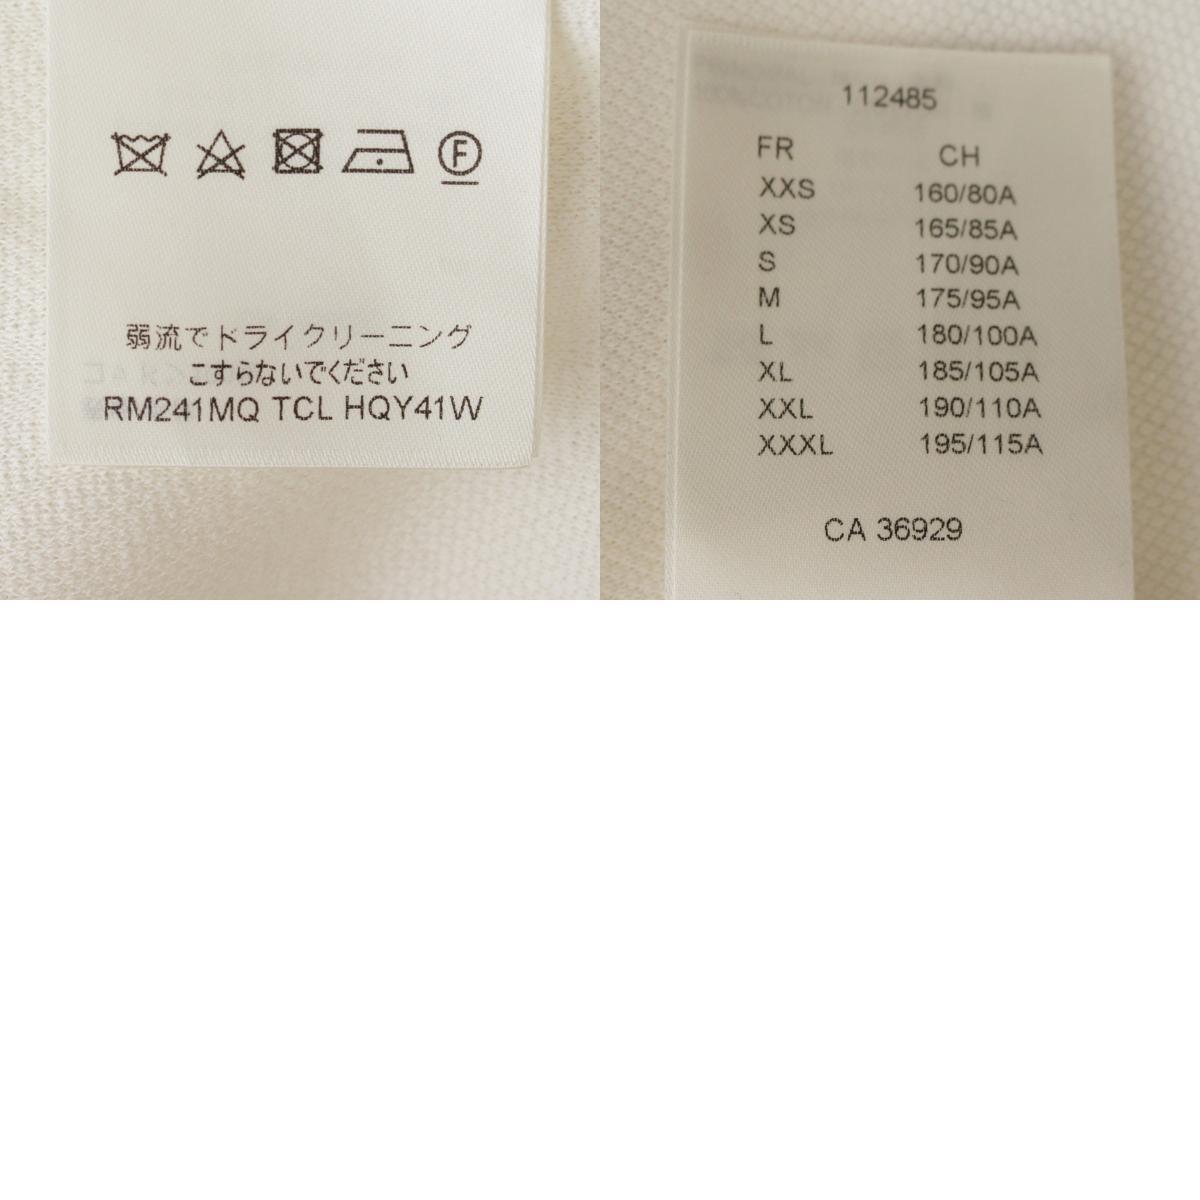 F
弱流でドライクリーニング
こすらないでください
RM241MQ TCL HQY41W
112485
FR CH
XXS 160/80A
XS 165/85A
S 170/90A
M 175/95A
L 180/100A
XL 185/105A
XXL 190/110A
XXXL 195/115A
CA 36929